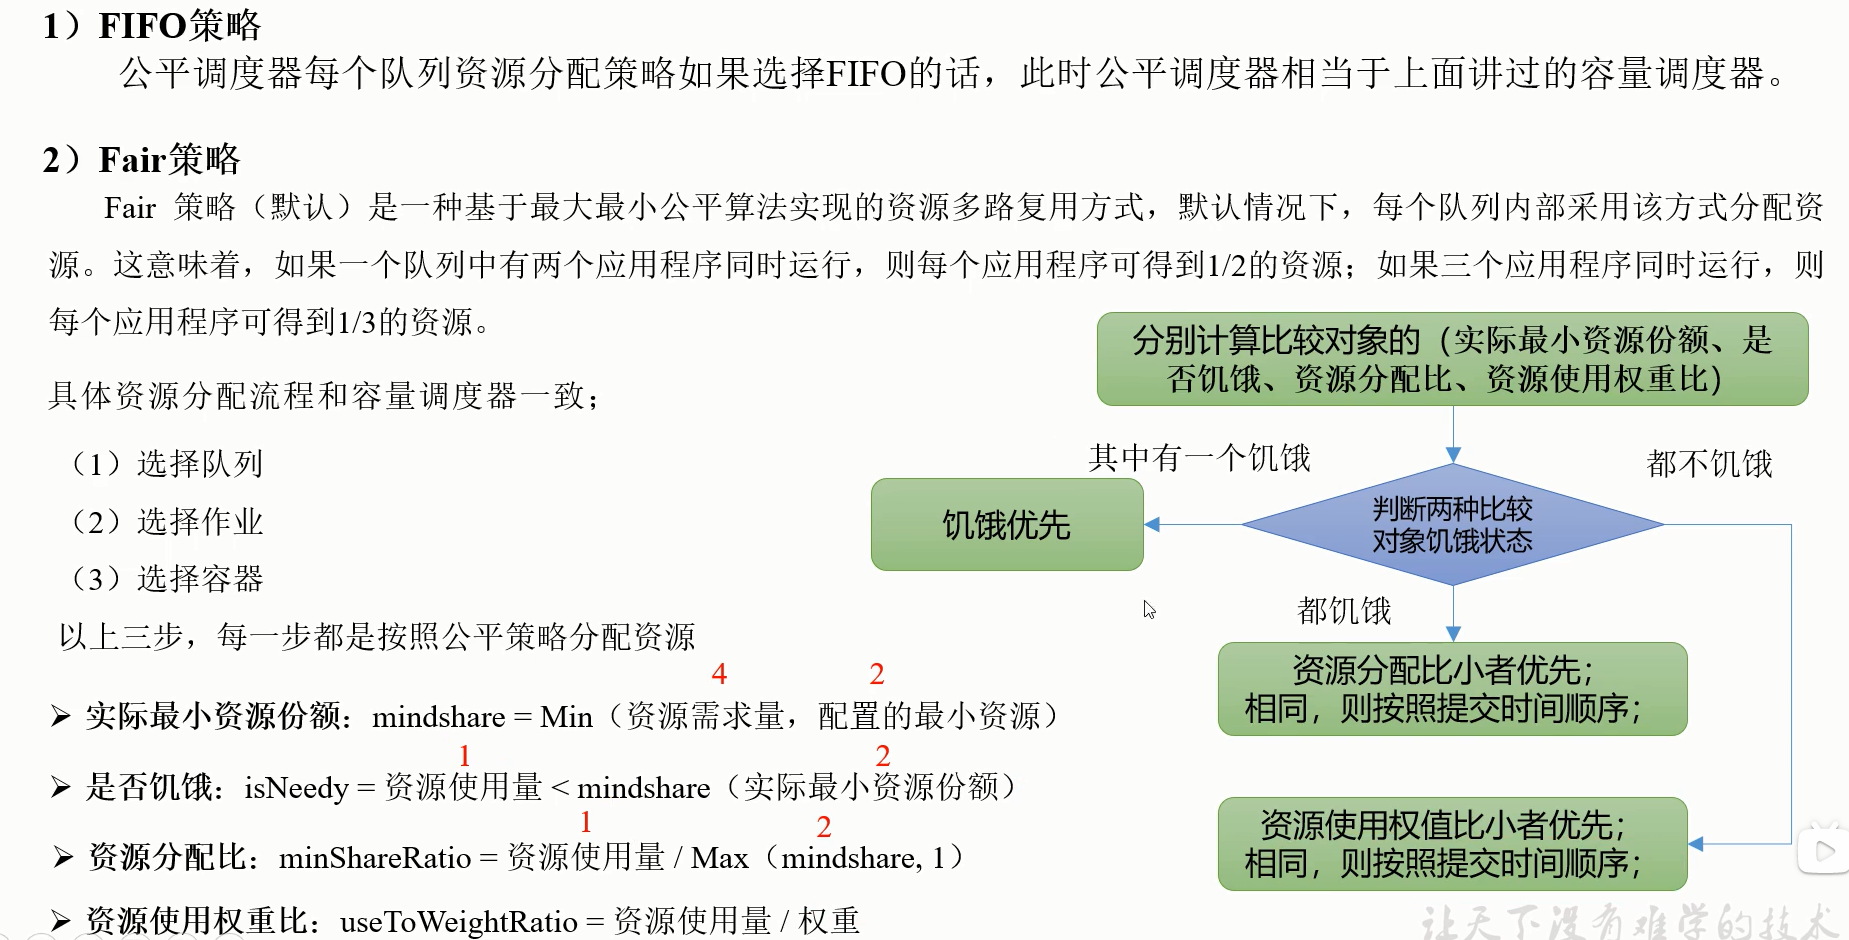 1）FIFO策略
公平调度器每个队列资源分配策略如果选择FIFO的话，此时公平调度器相当于上面讲过的容量调度器。
2）Fair策略
Fair 策略（默认）是一种基于最大最小公平算法实现的资源多路复用方式，默认情况下，每个队列内部采用该方式分配资
源。这意味着，如果一个队列中有两个应用程序同时运行，则每个应用程序可得到1/2的资源；如果三个应用程序同时运行，则
每个应用程序可得到1/3的资源。
具体资源分配流程和容量调度器一致；
（1）选择队列
（2）选择作业
（3）选择容器
以上三步，每一步都是按照公平策略分配资源
4 2
➢ 实际最小资源份额：mindshare = Min（资源需求量，配置的最小资源）
1 2
➢ 是否饥饿：isNeedy = 资源使用量 < mindshare（实际最小资源份额）
1 2
➢ 资源分配比：minShareRatio = 资源使用量 / Max（mindshare, 1）
➢ 资源使用权重比：useToWeightRatio = 资源使用量 / 权重
分别计算比较对象的（实际最小资源份额、是
否饥饿、资源分配比、资源使用权重比）
其中有一个饥饿
都不饥饿
饥饿优先
判断两种比较
对象饥饿状态
都饥饿
资源分配比小者优先；
相同，则按照提交时间顺序；
资源使用权值比小者优先；
相同，则按照提交时间顺序；
让天下没有难学的技术